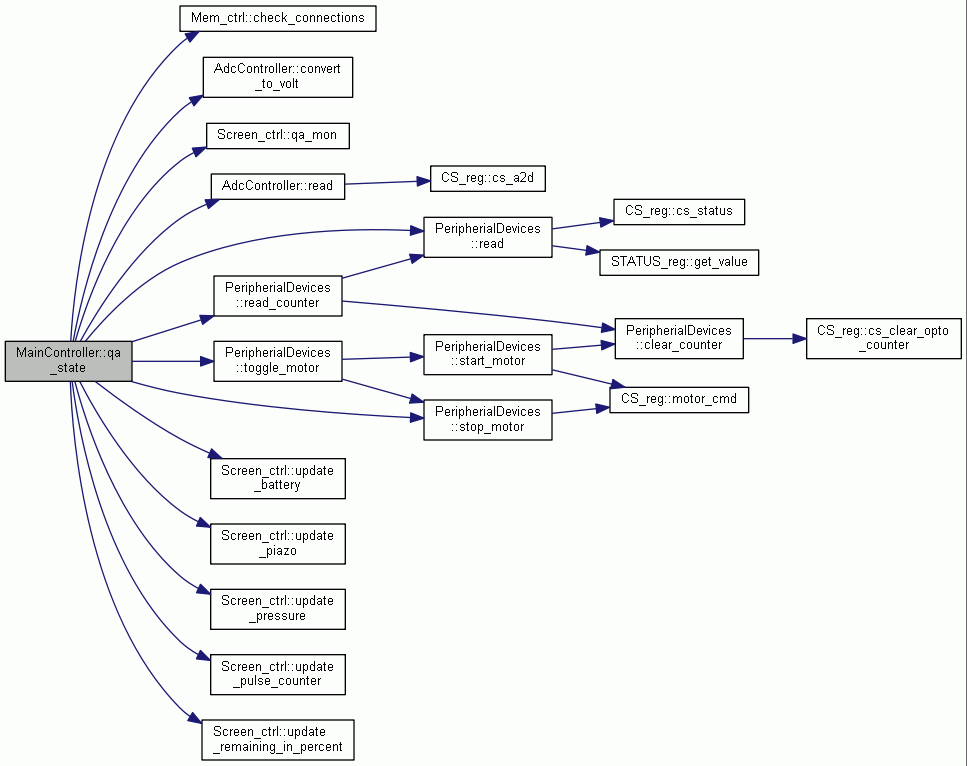 Mem_ctrl::check_connections
AdcController::convert
_to_volt
Screen_ctrl::qa_mon
AdcController::read
CS_reg::cs_a2d
CS_reg::cs_status
PeripherialDevices
::read
STATUS_reg::get_value
PeripherialDevices
::read_counter
PeripherialDevices
::clear_counter
CS_reg::cs_clear_opto
_counter
MainController::qa
_state
PeripherialDevices
::toggle_motor
PeripherialDevices
::start_motor
CS_reg::motor_cmd
PeripherialDevices
::stop_motor
Screen_ctrl::update
_battery
Screen_ctrl::update
_piazo
Screen_ctrl::update
_pressure
Screen_ctrl::update
_pulse_counter
Screen_ctrl::update
_remaining_in_percent